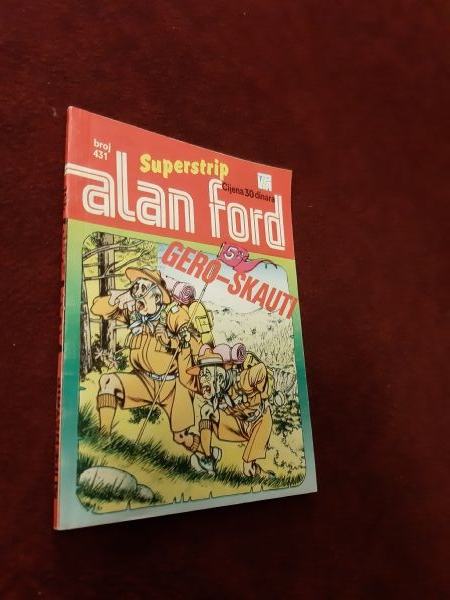 broj
431
Superstrip
Cijena 30 dinara
alan ford
GERO-SKAUTI